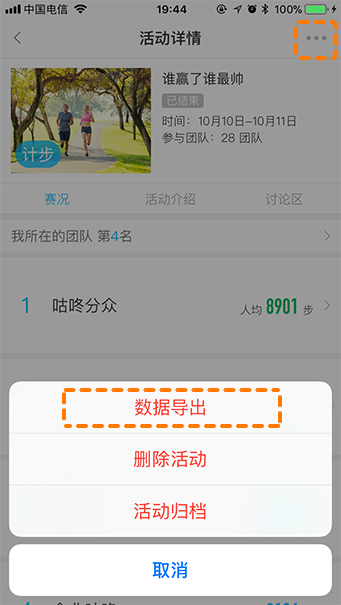 中国电信 19:44 100%
活动详情
谁赢了谁最帅
已结束
时间：10月10日-10月11日
参与团队：28 团队
计步
赛况 活动介绍 讨论区
我所在的团队 第4名
1 咕咚分众 人均 8901 步
数据导出
删除活动
活动归档
取消